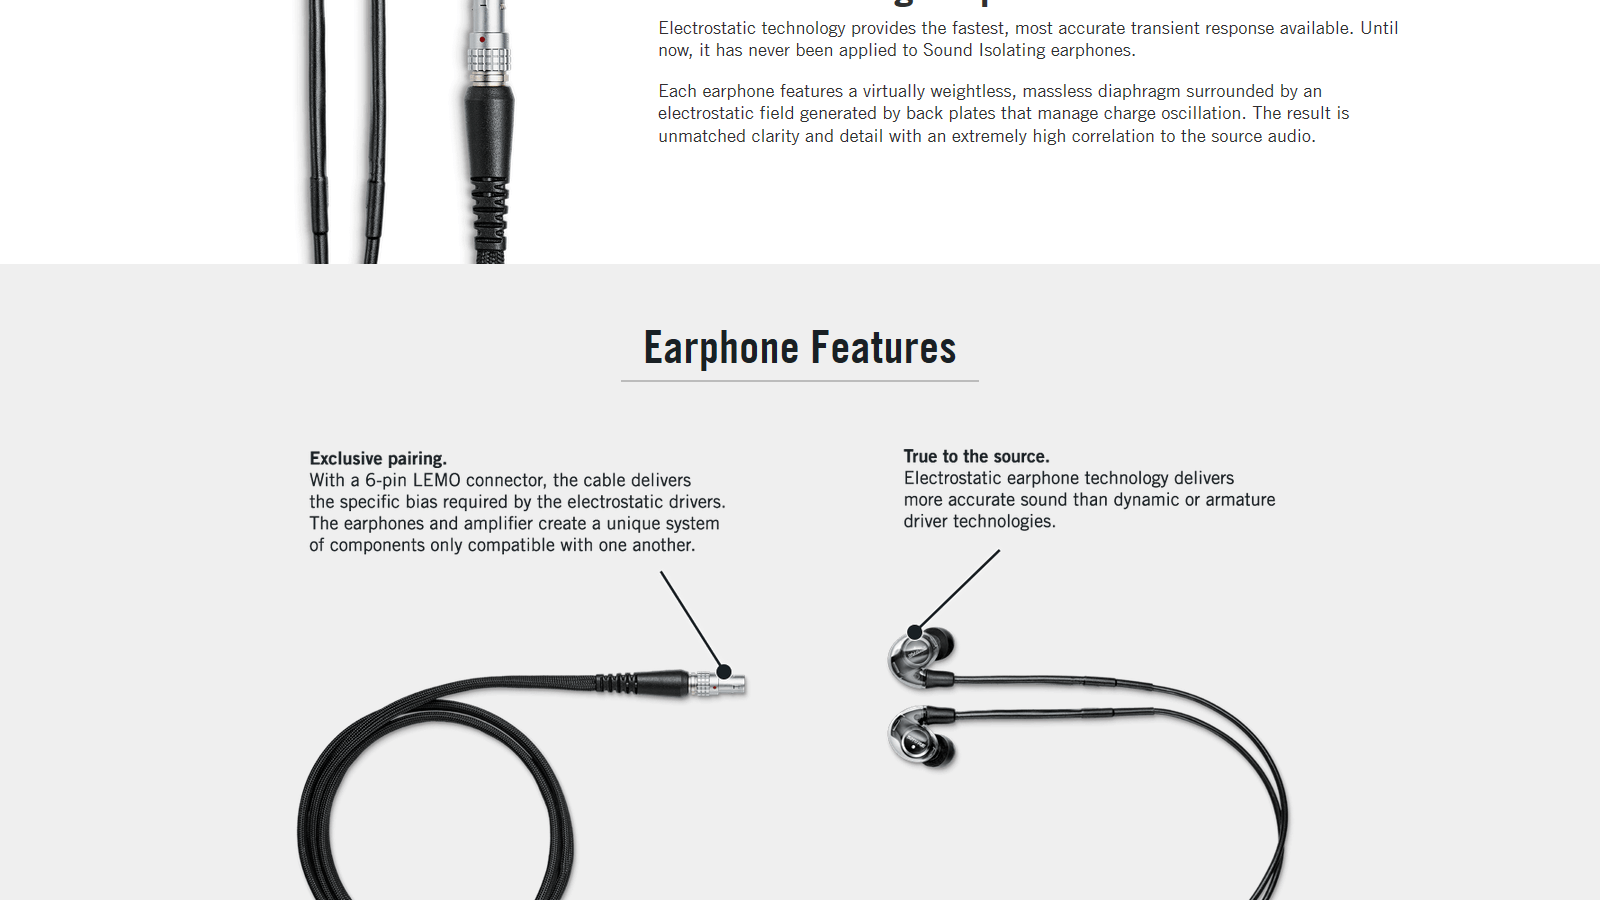 Electrostatic technology provides the fastest, most accurate transient response available. Until
now, it has never been applied to Sound Isolating earphones.
Each earphone features a virtually weightless, massless diaphragm surrounded by an
electrostatic field generated by back plates that manage charge oscillation. The result is
unmatched clarity and detail with an extremely high correlation to the source audio.
Earphone Features
Exclusive pairing.
With a 6-pin LEMO connector, the cable delivers
the specific bias required by the electrostatic drivers.
The earphones and amplifier create a unique system
of components only compatible with one another.
True to the source.
Electrostatic earphone technology delivers
more accurate sound than dynamic or armature
driver technologies.